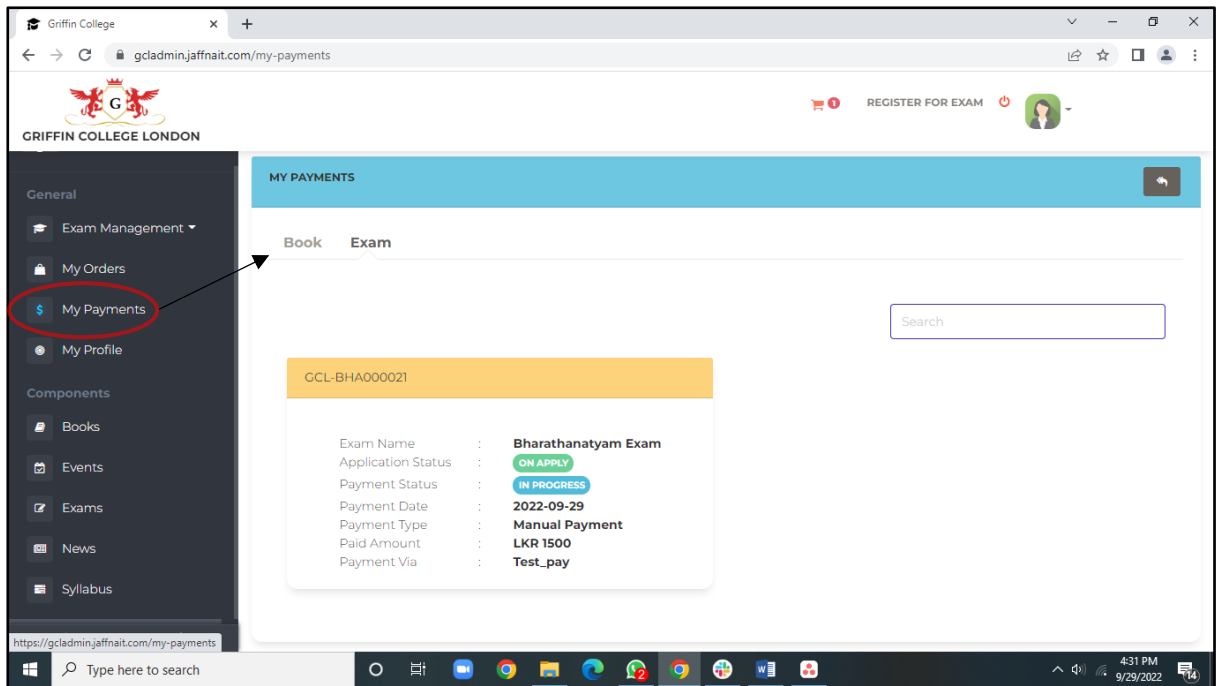 Griffin College
gcladmin.jaffnait.com/my-payments
G
GRIFFIN COLLEGE LONDON
1
REGISTER FOR EXAM
General
Exam Management
My Orders
$ My Payments
My Profile
Components
Books
Events
Exams
News
Syllabus
https://gcladmin.jaffnait.com/my-payments
MY PAYMENTS
Book Exam
Search
GCL-BHA000021
Exam Name : Bharathanatyam Exam
Application Status : ON APPLY
Payment Status : IN PROGRESS
Payment Date : 2022-09-29
Payment Type : Manual Payment
Paid Amount : LKR 1500
Payment Via : Test_pay
Type here to search
2
W
4:31 PM
9/29/2022
14